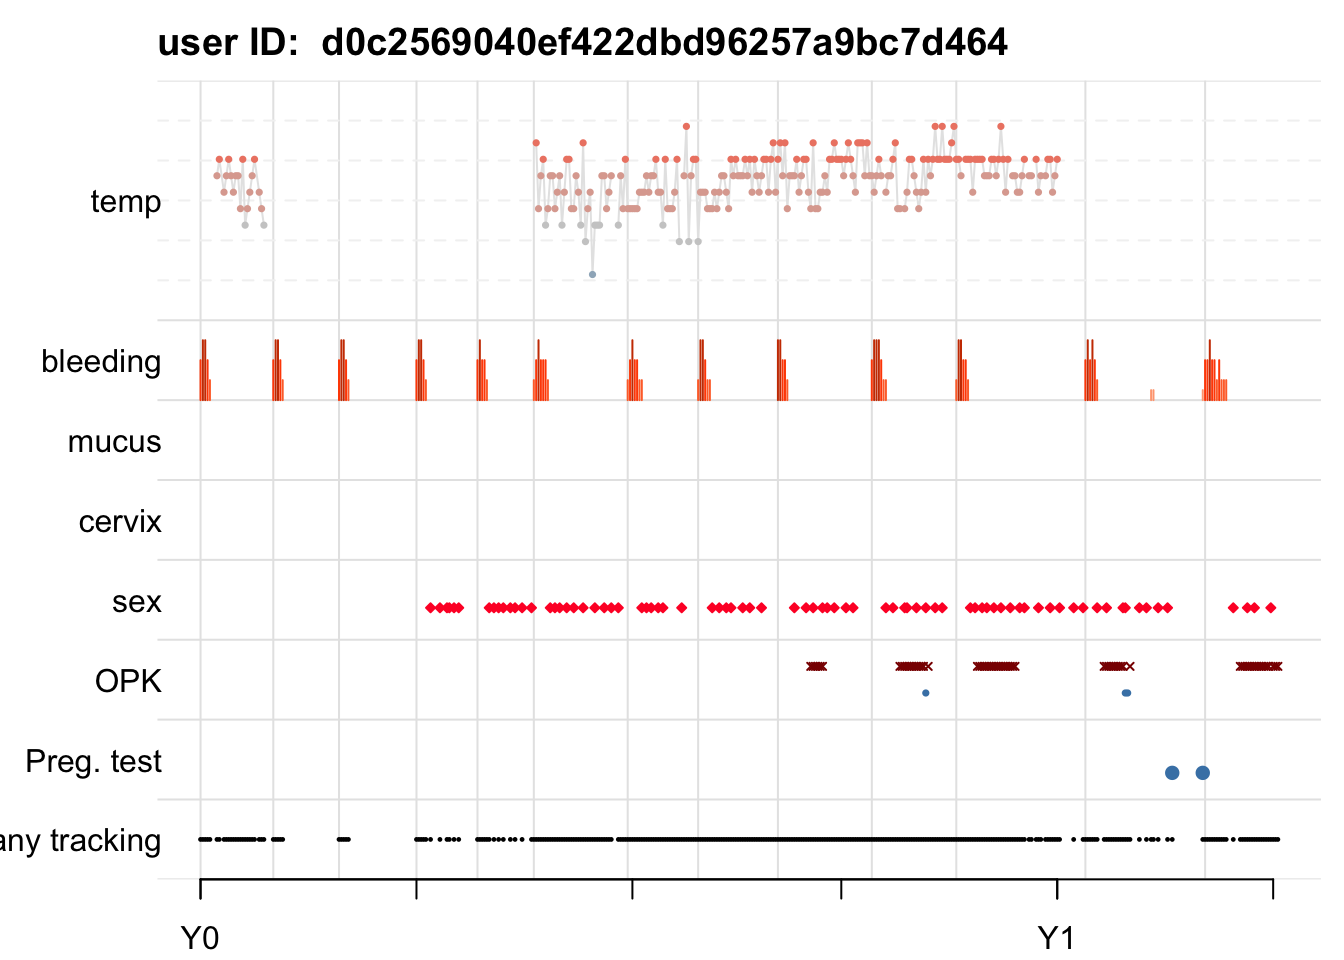 user ID:  d0c2569040ef422dbd96257a9bc7d464
temp
bleeding
mucus
cervix
sex
OPK
Preg. test
any tracking
Y0 Y1